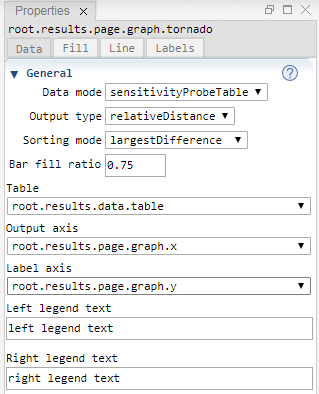 Properties
root.results.page.graph.tornado
Data Fill Line Labels
General
Data mode sensitivityProbeTable
Output type relativeDistance
Sorting mode largestDifference
Bar fill ratio 0.75
Table
root.results.data.table
Output axis
root.results.page.graph.x
Label axis
root.results.page.graph.y
Left legend text
left legend text
Right legend text
right legend text